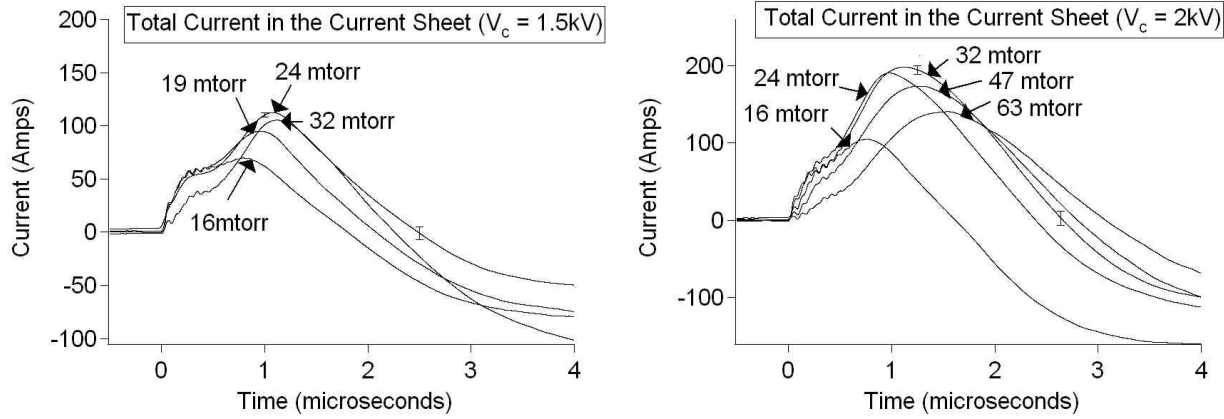 Total Current in the Current Sheet (V_c = 1.5kV)
200
150
100
50
0
-50
-100
Current (Amps)
19 mtorr
24 mtorr
32 mtorr
16mtorr
0 1 2 3 4
Time (microseconds)
Total Current in the Current Sheet (V_c = 2kV)
200
100
0
-100
Current (Amps)
24 mtorr
16 mtorr
32 mtorr
47 mtorr
63 mtorr
0 1 2 3 4
Time (microseconds)